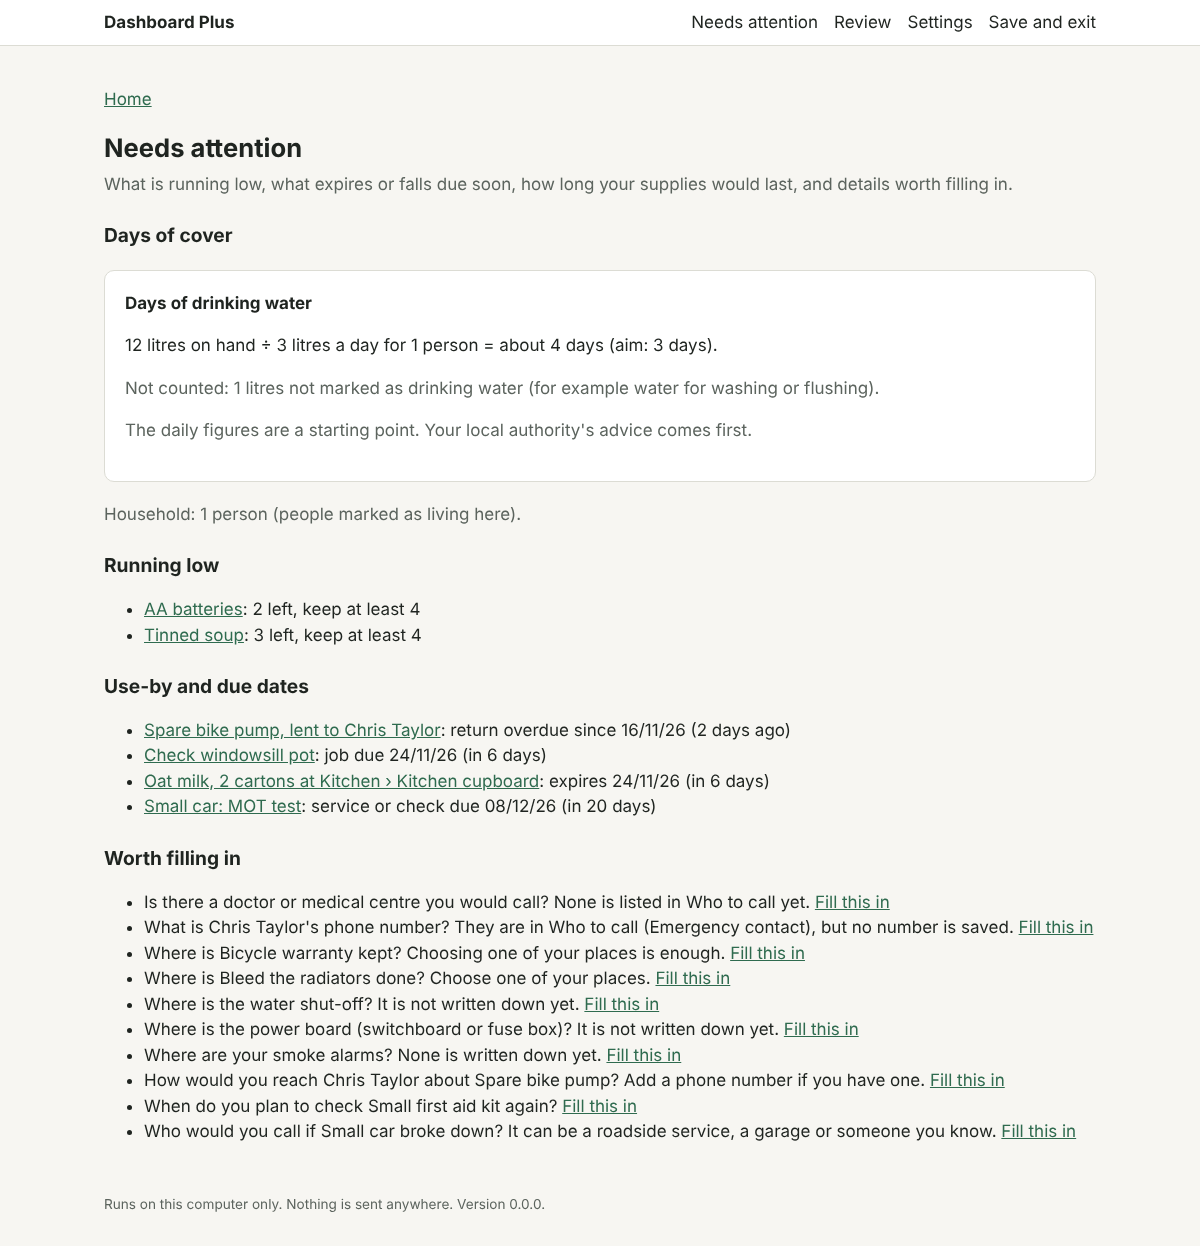 Dashboard Plus
Needs attention Review Settings Save and exit
Home
Needs attention
What is running low, what expires or falls due soon, how long your supplies would last, and details worth filling in.
Days of cover
Days of drinking water
12 litres on hand ÷ 3 litres a day for 1 person = about 4 days (aim: 3 days).
Not counted: 1 litres not marked as drinking water (for example water for washing or flushing).
The daily figures are a starting point. Your local authority's advice comes first.
Household: 1 person (people marked as living here).
Running low
AA batteries: 2 left, keep at least 4
Tinned soup: 3 left, keep at least 4
Use-by and due dates
Spare bike pump, lent to Chris Taylor: return overdue since 16/11/26 (2 days ago)
Check windowsill pot: job due 24/11/26 (in 6 days)
Oat milk, 2 cartons at Kitchen › Kitchen cupboard: expires 24/11/26 (in 6 days)
Small car: MOT test: service or check due 08/12/26 (in 20 days)
Worth filling in
Is there a doctor or medical centre you would call? None is listed in Who to call yet. Fill this in
What is Chris Taylor's phone number? They are in Who to call (Emergency contact), but no number is saved. Fill this in
Where is Bicycle warranty kept? Choosing one of your places is enough. Fill this in
Where is Bleed the radiators done? Choose one of your places. Fill this in
Where is the water shut-off? It is not written down yet. Fill this in
Where is the power board (switchboard or fuse box)? It is not written down yet. Fill this in
Where are your smoke alarms? None is written down yet. Fill this in
How would you reach Chris Taylor about Spare bike pump? Add a phone number if you have one. Fill this in
When do you plan to check Small first aid kit again? Fill this in
Who would you call if Small car broke down? It can be a roadside service, a garage or someone you know. Fill this in
Runs on this computer only. Nothing is sent anywhere. Version 0.0.0.